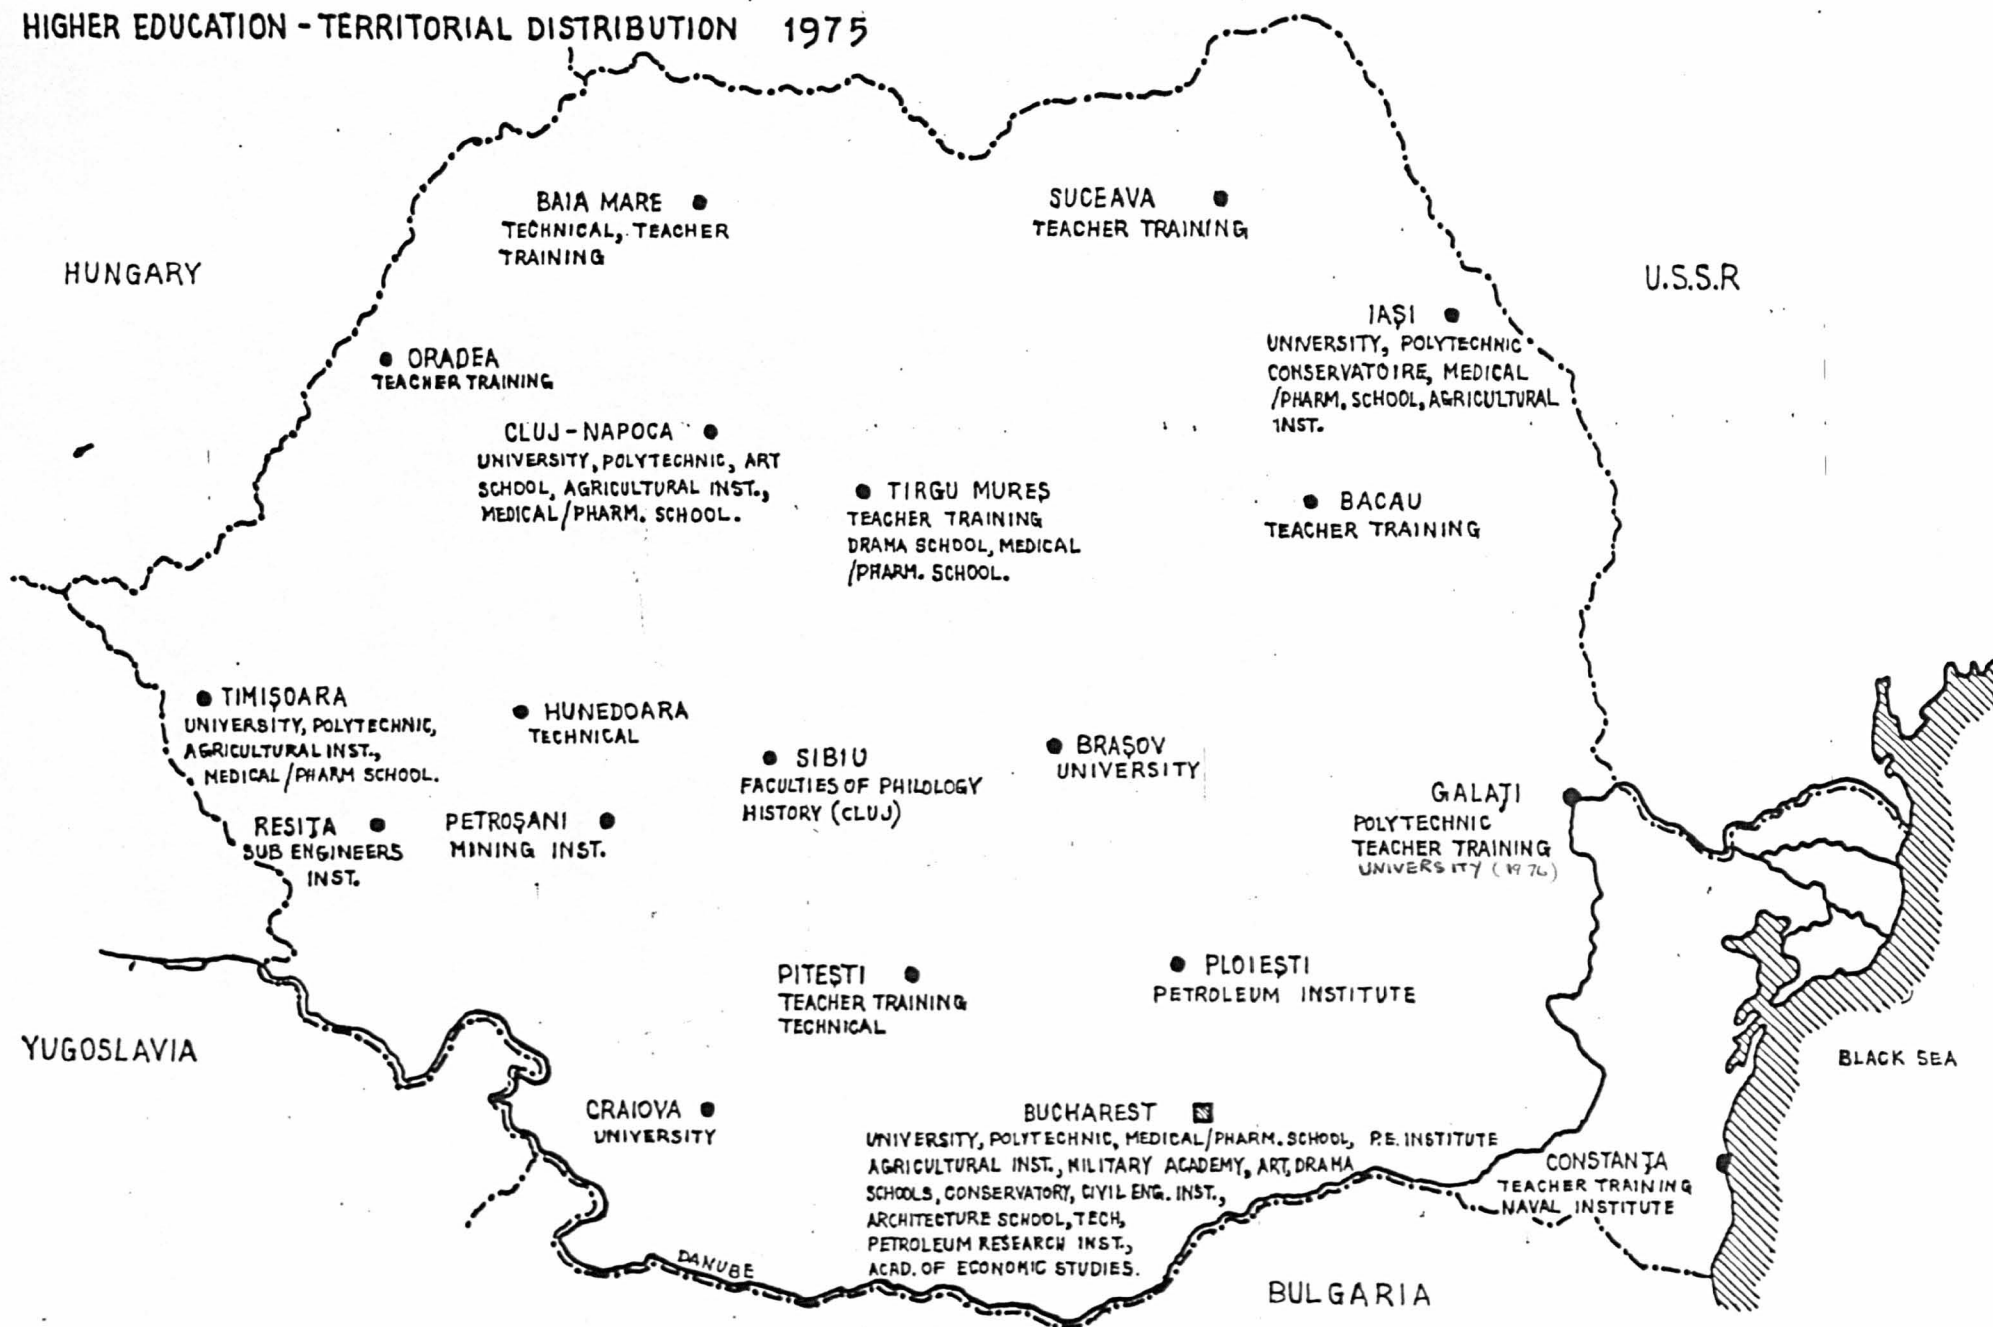 HIGHER EDUCATION - TERRITORIAL DISTRIBUTION 1975
BAIA MARE
TECHNICAL, TEACHER
TRAINING
SUCEAVA
TEACHER TRAINING
HUNGARY
U.S.S.R
IAŞI
UNIVERSITY, POLYTECHNIC
CONSERVATOIRE, MEDICAL
/PHARM. SCHOOL, AGRICULTURAL
INST.
ORADEA
TEACHER TRAINING
CLUJ-NAPOCA
UNIVERSITY, POLYTECHNIC, ART
SCHOOL, AGRICULTURAL INST.,
MEDICAL/PHARM. SCHOOL.
TIRGU MUREŞ
TEACHER TRAINING
DRAMA SCHOOL, MEDICAL
/PHARM. SCHOOL.
BACAU
TEACHER TRAINING
TIMIŞOARA
UNIVERSITY, POLYTECHNIC,
AGRICULTURAL INST.,
MEDICAL/PHARM SCHOOL.
HUNEDOARA
TECHNICAL
SIBIU
FACULTIES OF PHILOLOGY
HISTORY (CLUJ)
BRAŞOV
UNIVERSITY
GALAŢI
POLYTECHNIC
TEACHER TRAINING
UNIVERSITY (1976)
RESIŢA
SUB ENGINEERS
INST.
PETROŞANI
MINING INST.
PITEŞTI
TEACHER TRAINING
TECHNICAL
PLOIEŞTI
PETROLEUM INSTITUTE
YUGOSLAVIA
BLACK SEA
CRAIOVA
UNIVERSITY
BUCHAREST
UNIVERSITY, POLYTECHNIC, MEDICAL/PHARM. SCHOOL, P.E. INSTITUTE
AGRICULTURAL INST., MILITARY ACADEMY, ART, DRAMA
SCHOOLS, CONSERVATORY, CIVIL ENG. INST.,
ARCHITECTURE SCHOOL, TECH,
PETROLEUM RESEARCH INST.,
ACAD. OF ECONOMIC STUDIES.
CONSTANŢA
TEACHER TRAINING
NAVAL INSTITUTE
DANUBE
BULGARIA